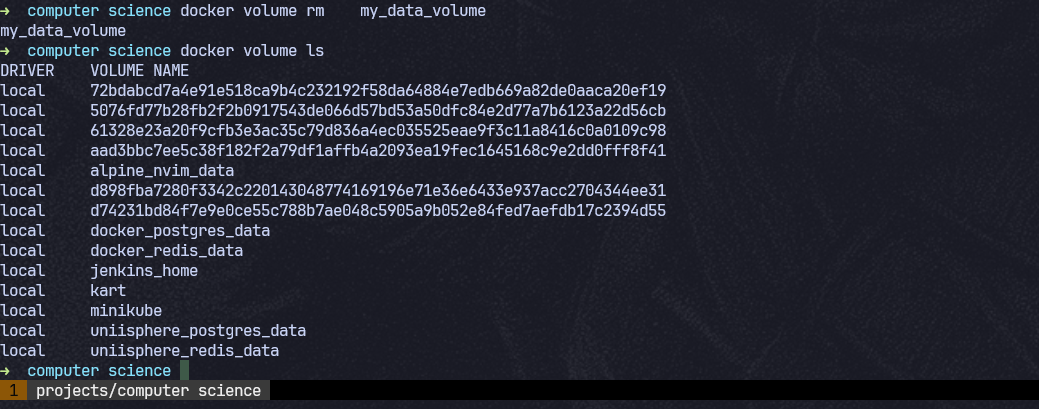 → computer science docker volume rm    my_data_volume
my_data_volume
→ computer science docker volume ls
DRIVER    VOLUME NAME
local     72bdabcd7a4e91e518ca9b4c232192f58da64884e7edb669a82de0aaca20ef19
local     5076fd77b28fb2f2b0917543de066d57bd53a50dfc84e2d77a7b6123a22d56cb
local     61328e23a20f9cfb3e3ac35c79d836a4ec035525eae9f3c11a8416c0a0109c98
local     aad3bbc7ee5c38f182f2a79df1affb4a2093ea19fec1645168c9e2dd0fff8f41
local     alpine_nvim_data
local     d898fba7280f3342c220143048774169196e71e36e6433e937acc2704344ee31
local     d74231bd84f7e9e0ce55c788b7ae048c5905a9b052e84fed7aefdb17c2394d55
local     docker_postgres_data
local     docker_redis_data
local     jenkins_home
local     kart
local     minikube
local     uniisphere_postgres_data
local     uniisphere_redis_data
→ computer science
1 projects/computer science